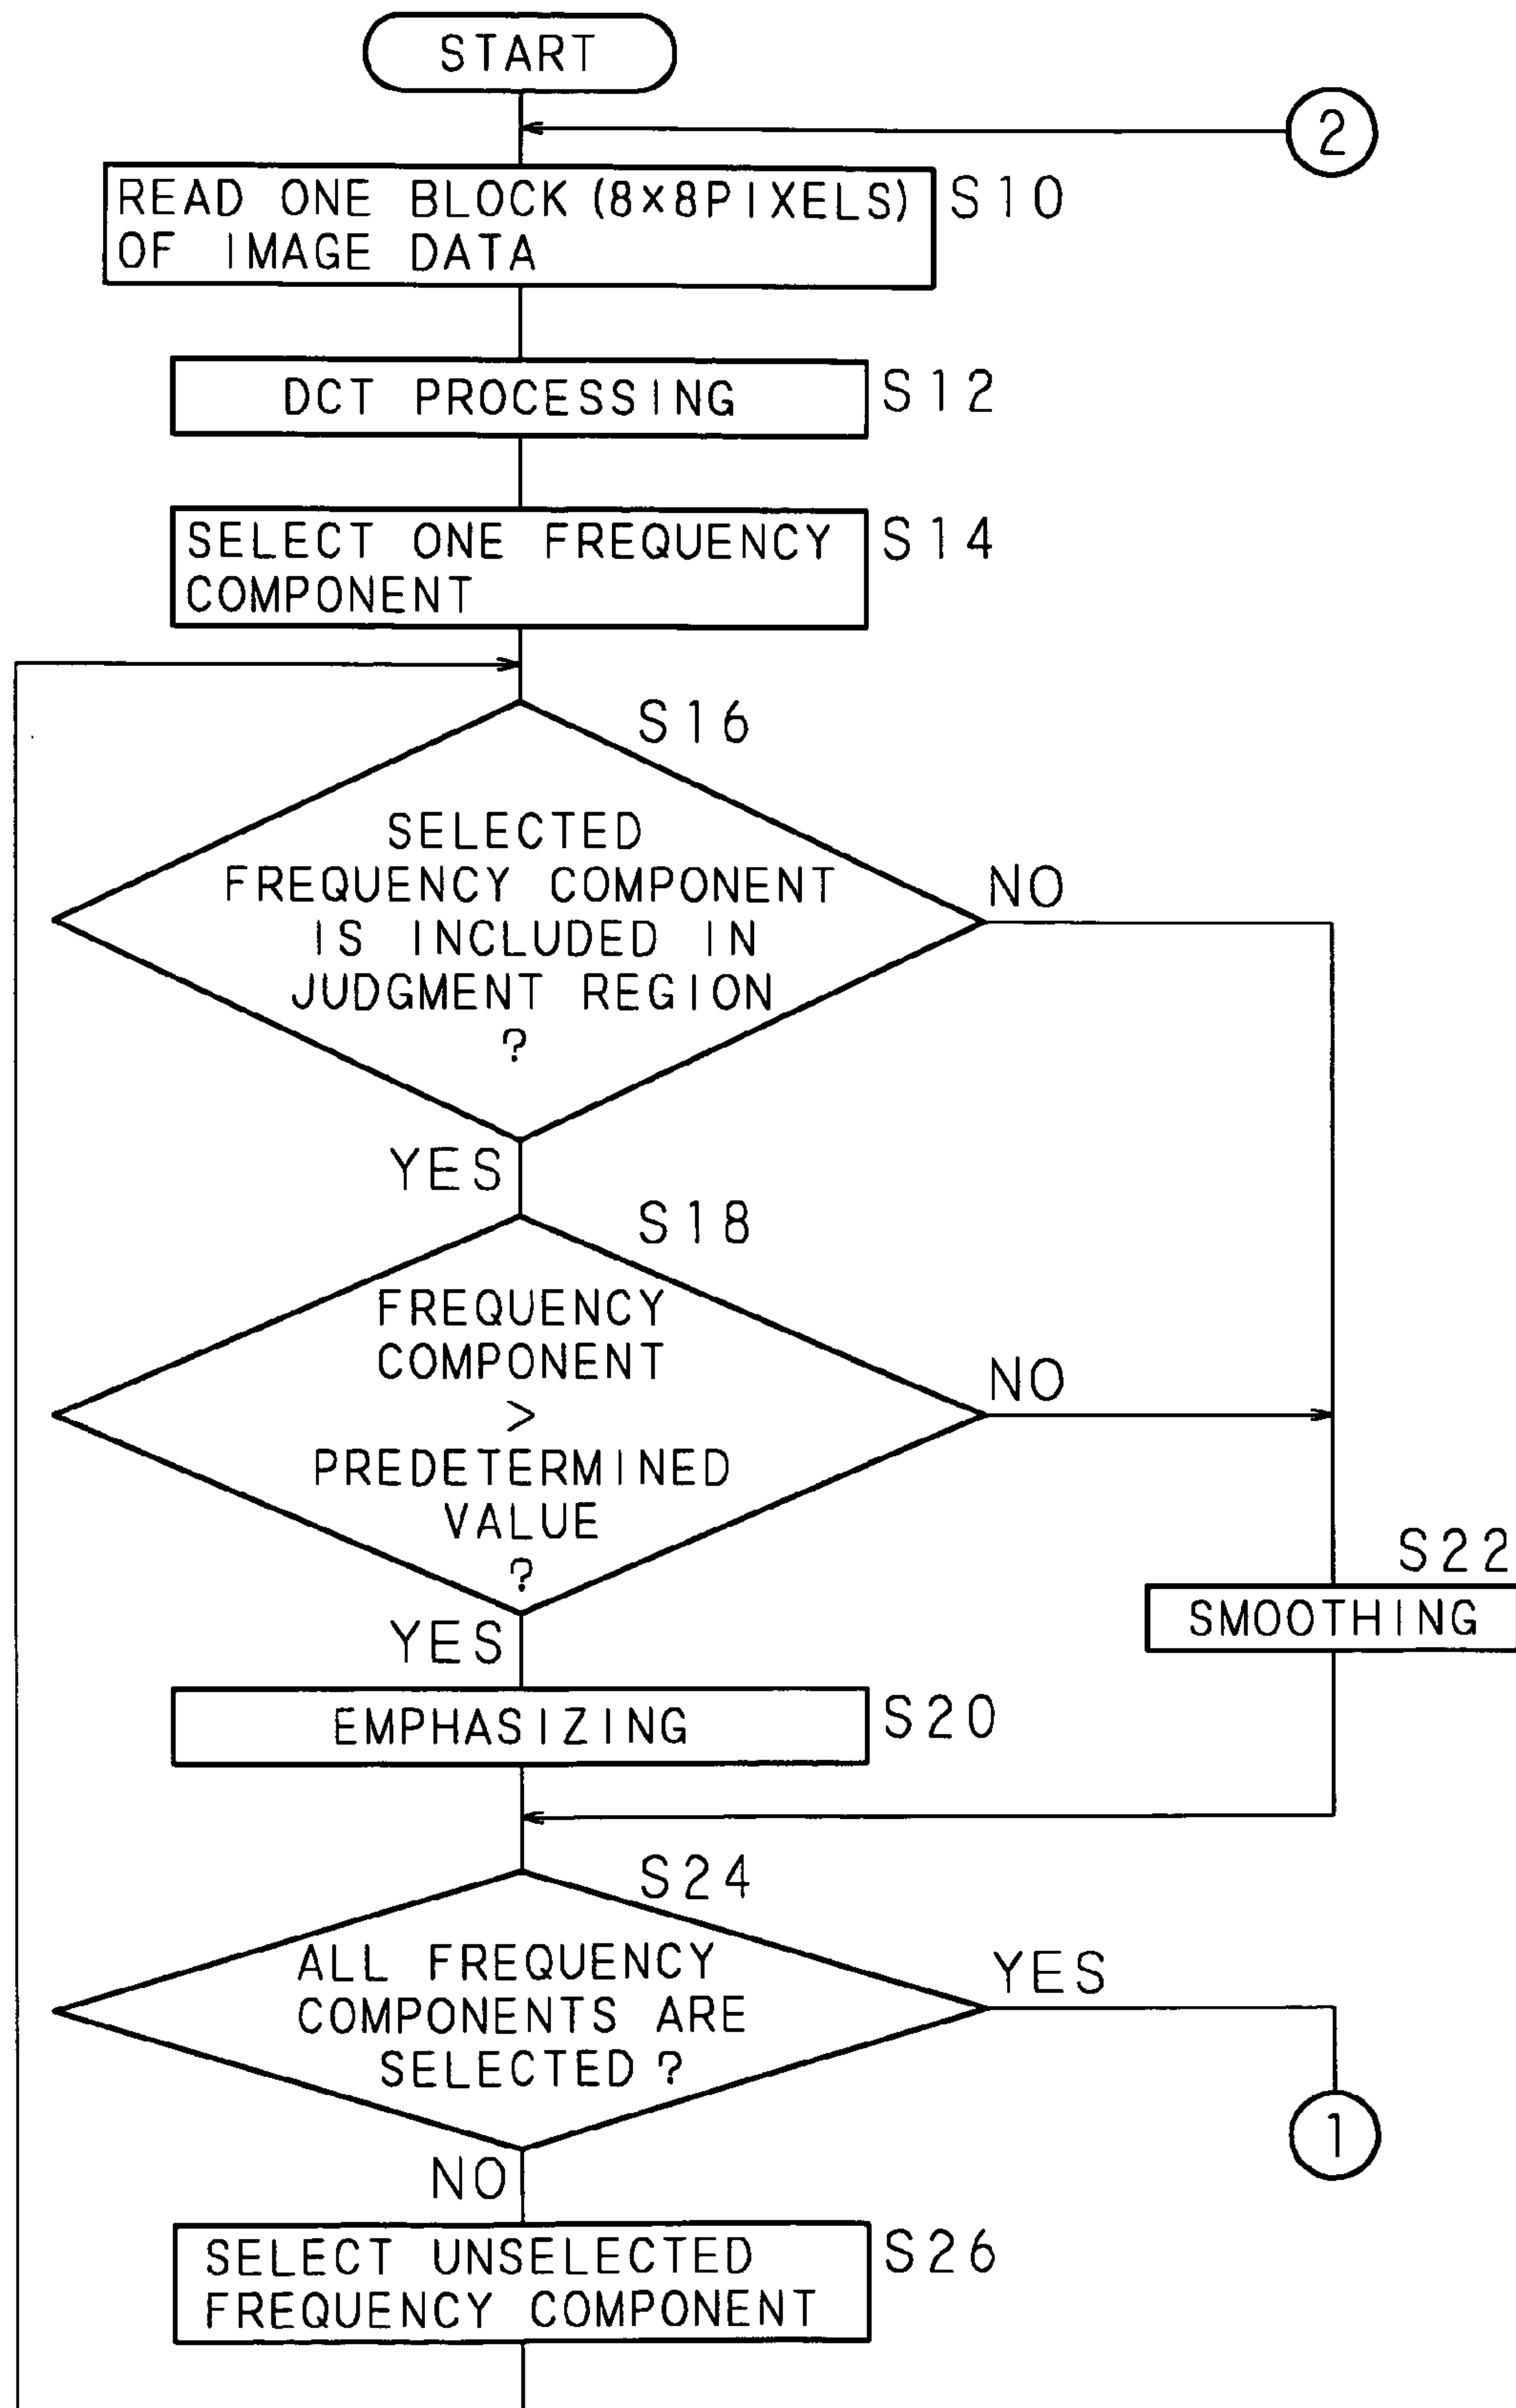 START
2
READ ONE BLOCK (8×8PIXELS)
OF IMAGE DATA
S10
DCT PROCESSING
S12
SELECT ONE FREQUENCY
COMPONENT
S14
S16
SELECTED
FREQUENCY COMPONENT
IS INCLUDED IN
JUDGMENT REGION
?
NO
YES
S18
FREQUENCY
COMPONENT
>
PREDETERMINED
VALUE
?
NO
YES
S22
SMOOTHING
EMPHASIZING
S20
S24
ALL FREQUENCY
COMPONENTS ARE
SELECTED ?
YES
1
NO
SELECT UNSELECTED
FREQUENCY COMPONENT
S26